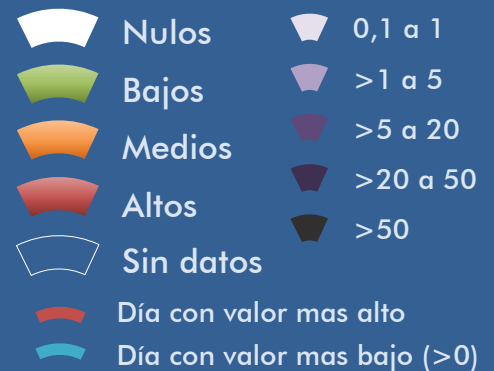 Nulos
Bajos
Medios
Altos
Sin datos
0,1 a 1
>1 a 5
>5 a 20
>20 a 50
>50
Día con valor mas alto
Día con valor mas bajo (>0)